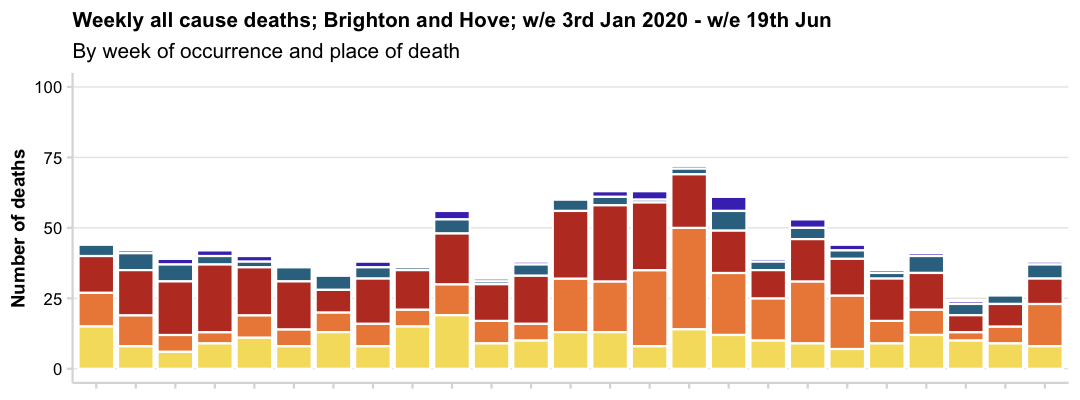 Weekly all cause deaths; Brighton and Hove; w/e 3rd Jan 2020 - w/e 19th Jun
By week of occurrence and place of death
100
75
50
25
0
Number of deaths